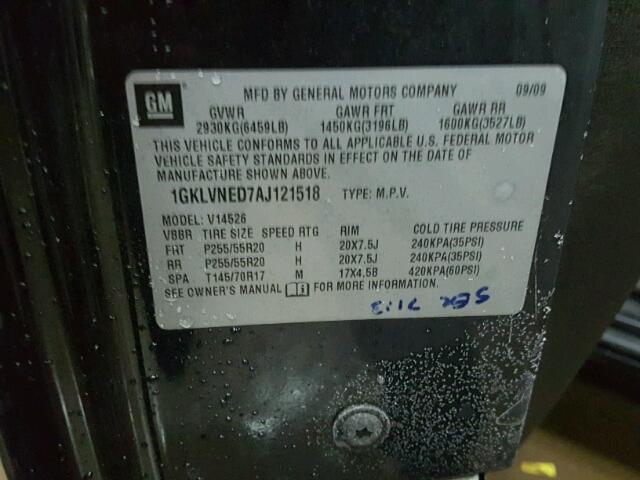 GM
MFD BY GENERAL MOTORS COMPANY 09/09
GVWR GAWR FRT GAWR RR
2930KG(6459LB) 1450KG(3196LB) 1600KG(3527LB)
THIS VEHICLE CONFORMS TO ALL APPLICABLE U.S. FEDERAL MOTOR
VEHICLE SAFETY STANDARDS IN EFFECT ON THE DATE OF
MANUFACTURE SHOWN ABOVE.
1GKLVNED7AJ121518 TYPE: M.P.V.
MODEL: V14526
VBBR TIRE SIZE SPEED RTG RIM COLD TIRE PRESSURE
FRT P255/55R20 H 20X7.5J 240KPA(35PSI)
RR P255/55R20 H 20X7.5J 240KPA(35PSI)
SPA T145/70R17 M 17X4.5B 420KPA(60PSI)
SEE OWNER'S MANUAL FOR MORE INFORMATION.